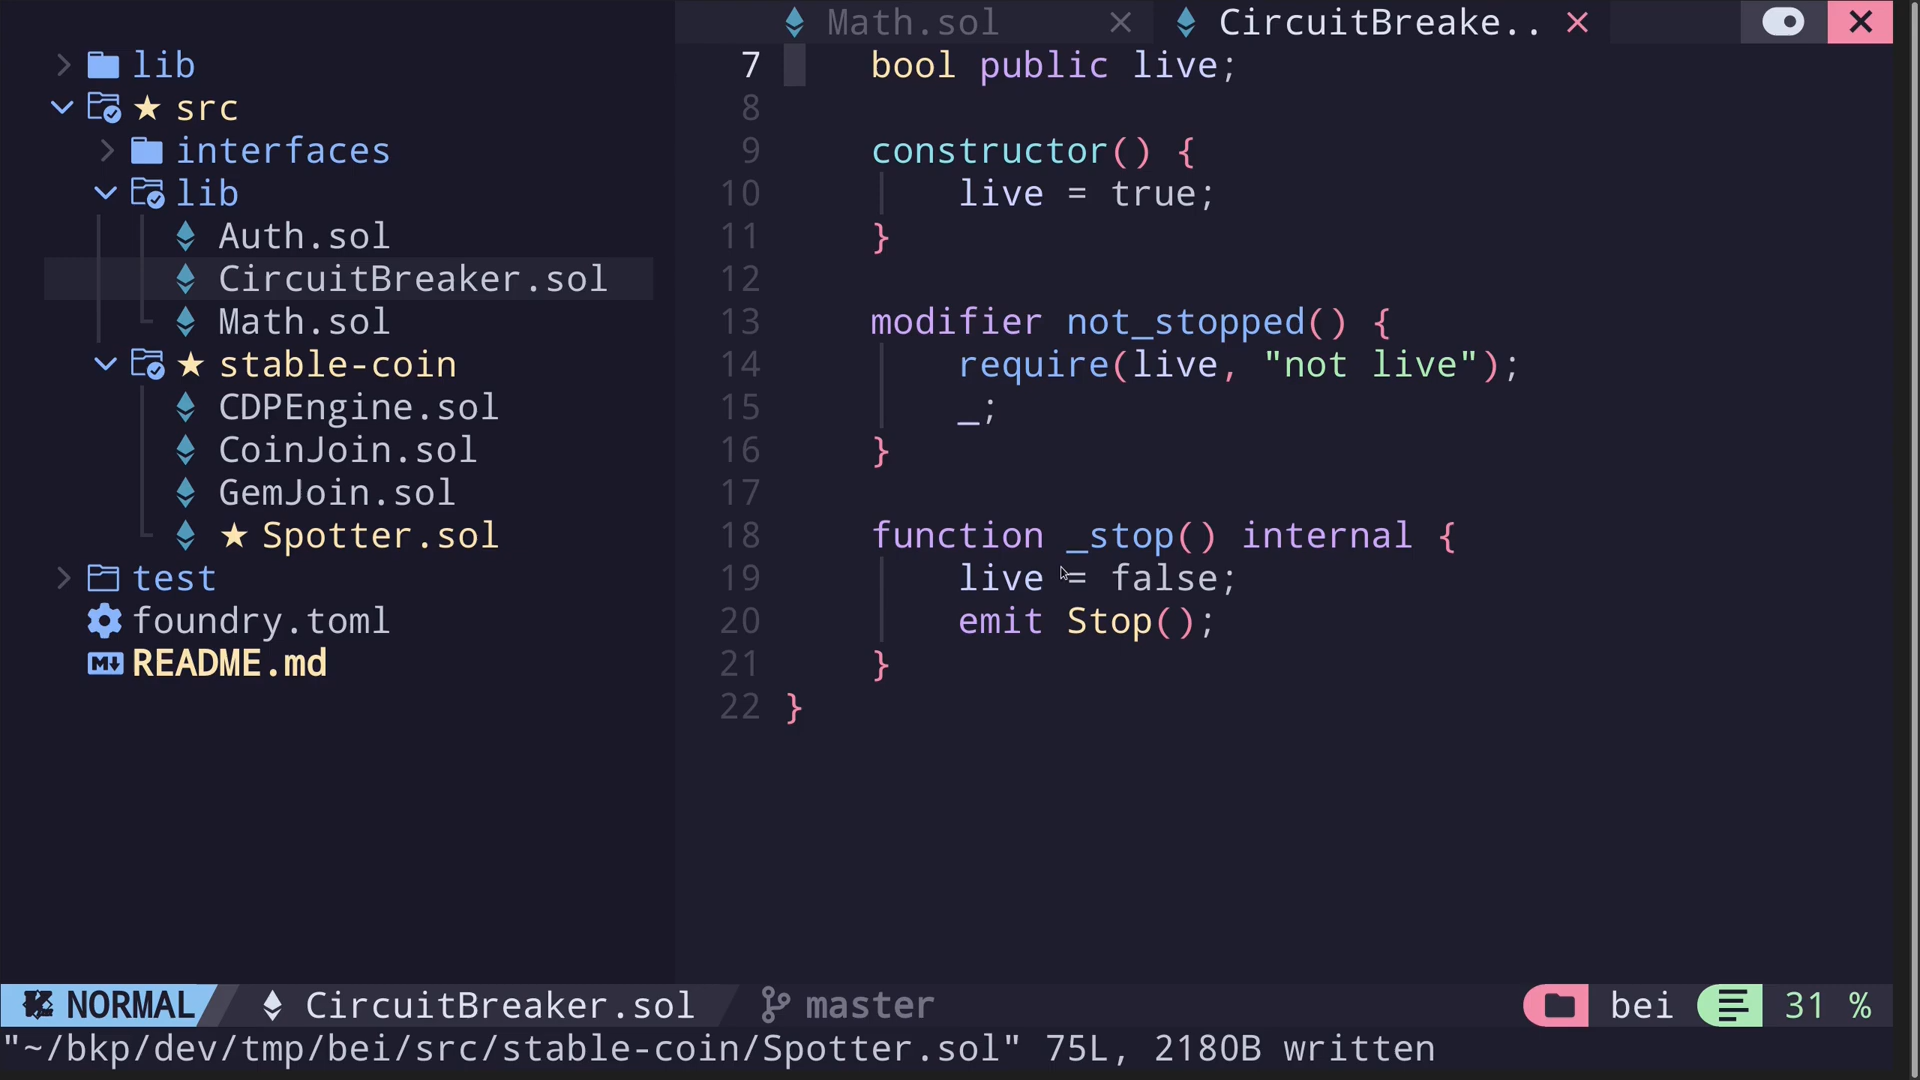 lib
src
interfaces
lib
Auth.sol
CircuitBreaker.sol
Math.sol
stable-coin
CDPEngine.sol
CoinJoin.sol
GemJoin.sol
Spotter.sol
test
foundry.toml
README.md
Math.sol
CircuitBreake..
7 bool public live;
8
9 constructor() {
10 live = true;
11 }
12
13 modifier not_stopped() {
14 require(live, "not live");
15 _;
16 }
17
18 function _stop() internal {
19 live = false;
20 emit Stop();
21 }
22 }
NORMAL CircuitBreaker.sol master bei 31 %
"~/bkp/dev/tmp/bei/src/stable-coin/Spotter.sol" 75L, 2180B written